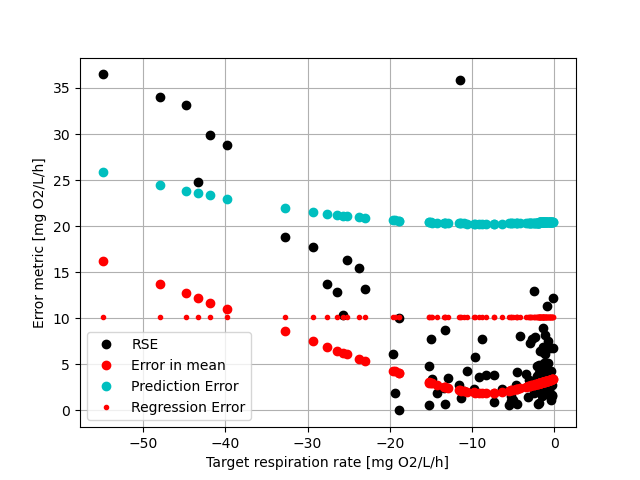 Error metric [mg O2/L/h]
35
30
25
20
15
10
5
0
RSE
Error in mean
Prediction Error
Regression Error
−50
−40
−30
−20
−10
0
Target respiration rate [mg O2/L/h]